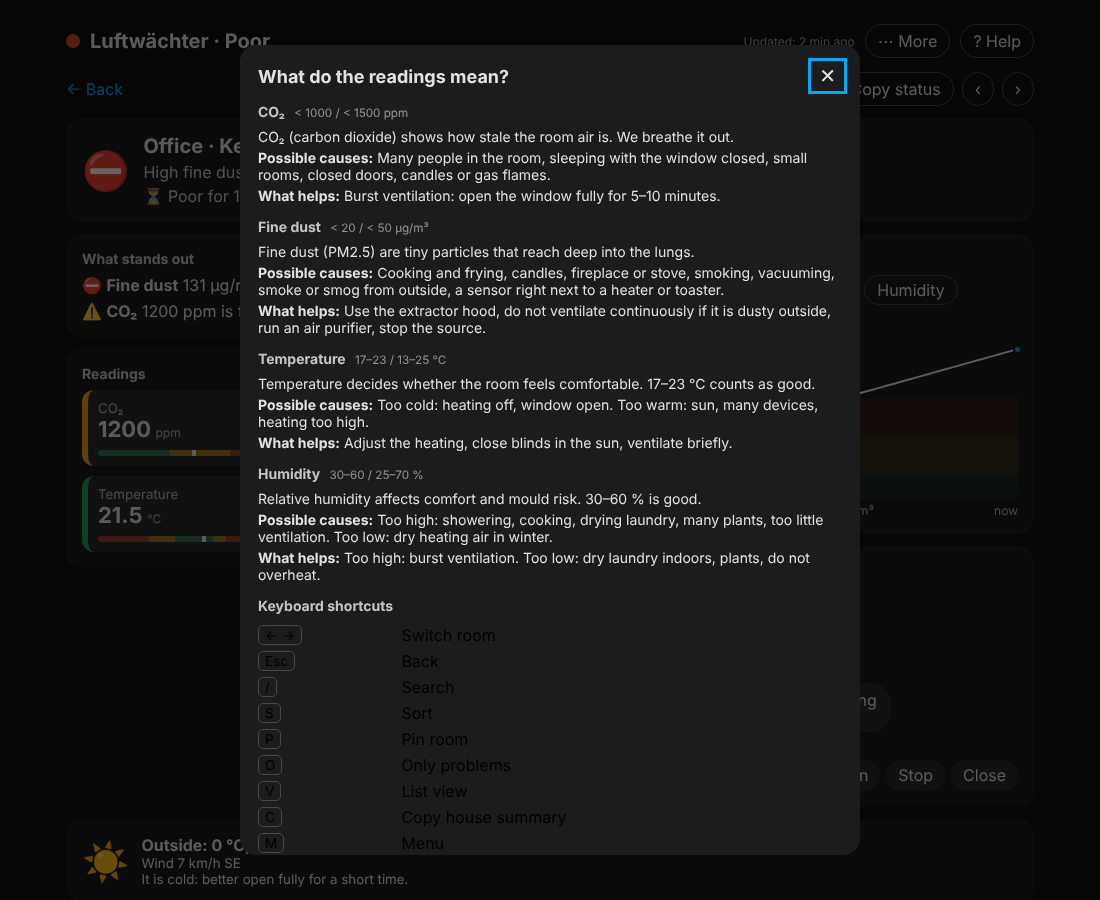 Luftwächter · Poor
Updated: 2 min ago
··· More
? Help
← Back
opy status
‹
›
What do the readings mean?
✕
CO₂ < 1000 / < 1500 ppm
CO₂ (carbon dioxide) shows how stale the room air is. We breathe it out.
Possible causes: Many people in the room, sleeping with the window closed, small
rooms, closed doors, candles or gas flames.
What helps: Burst ventilation: open the window fully for 5–10 minutes.
Fine dust < 20 / < 50 µg/m³
Fine dust (PM2.5) are tiny particles that reach deep into the lungs.
Possible causes: Cooking and frying, candles, fireplace or stove, smoking, vacuuming,
smoke or smog from outside, a sensor right next to a heater or toaster.
What helps: Use the extractor hood, do not ventilate continuously if it is dusty outside,
run an air purifier, stop the source.
Temperature 17–23 / 13–25 °C
Temperature decides whether the room feels comfortable. 17–23 °C counts as good.
Possible causes: Too cold: heating off, window open. Too warm: sun, many devices,
heating too high.
What helps: Adjust the heating, close blinds in the sun, ventilate briefly.
Humidity 30–60 / 25–70 %
Relative humidity affects comfort and mould risk. 30–60 % is good.
Possible causes: Too high: showering, cooking, drying laundry, many plants, too little
ventilation. Too low: dry heating air in winter.
What helps: Too high: burst ventilation. Too low: dry laundry indoors, plants, do not
overheat.
Keyboard shortcuts
← → Switch room
Esc Back
/ Search
S Sort
P Pin room
O Only problems
V List view
C Copy house summary
M Menu
Office · Ke
High fine dus
Poor for 1
What stands out
Fine dust 131 µg/
CO₂ 1200 ppm is
Readings
CO₂
1200 ppm
Temperature
21.5 °C
Humidity
m³
now
ng
n
Stop
Close
Outside: 0 °C,
Wind 7 km/h SE
It is cold: better open fully for a short time.